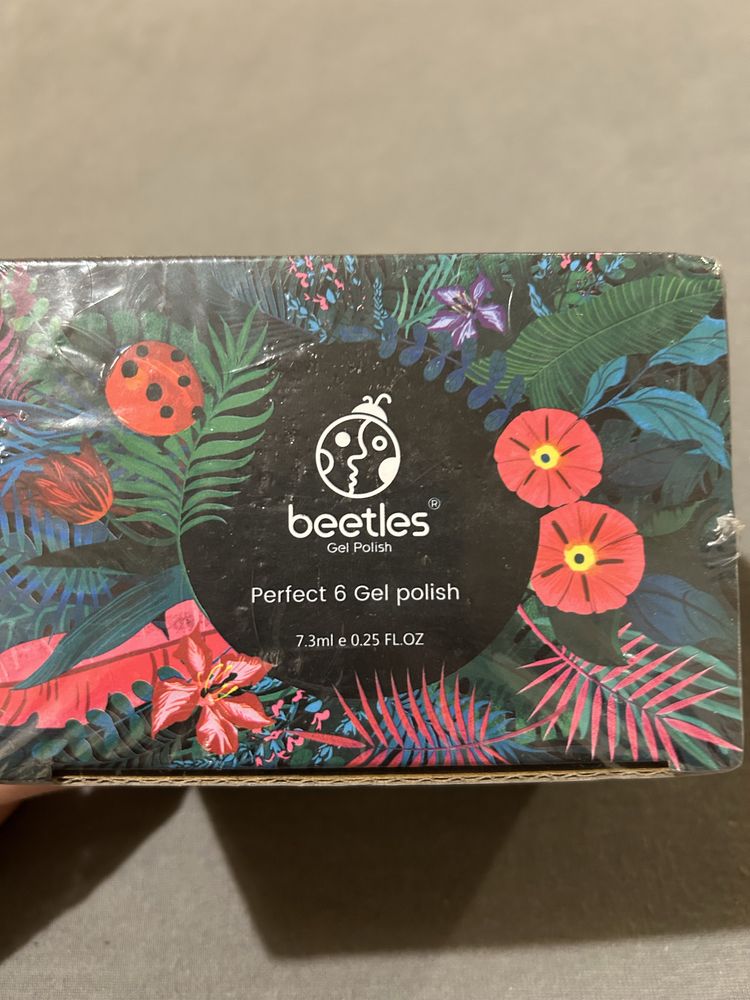 beetles®
Gel Polish
Perfect 6 Gel polish
7.3ml e 0.25 FL.OZ